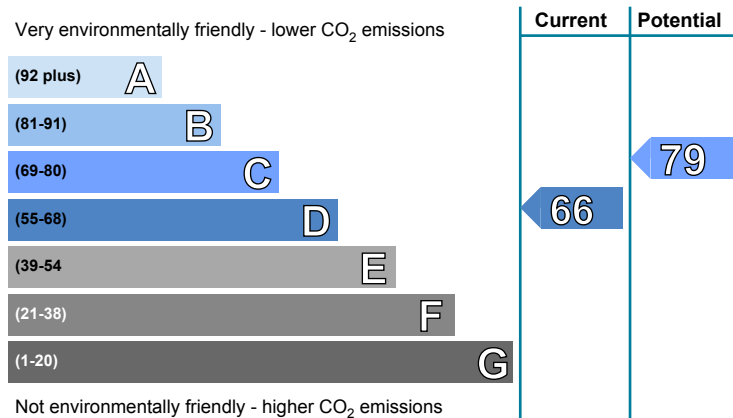 Current Potential
Very environmentally friendly - lower CO₂ emissions
(92 plus) A
(81-91) B
(69-80) C
79
(55-68) D
66
(39-54 E
(21-38) F
(1-20) G
Not environmentally friendly - higher CO₂ emissions